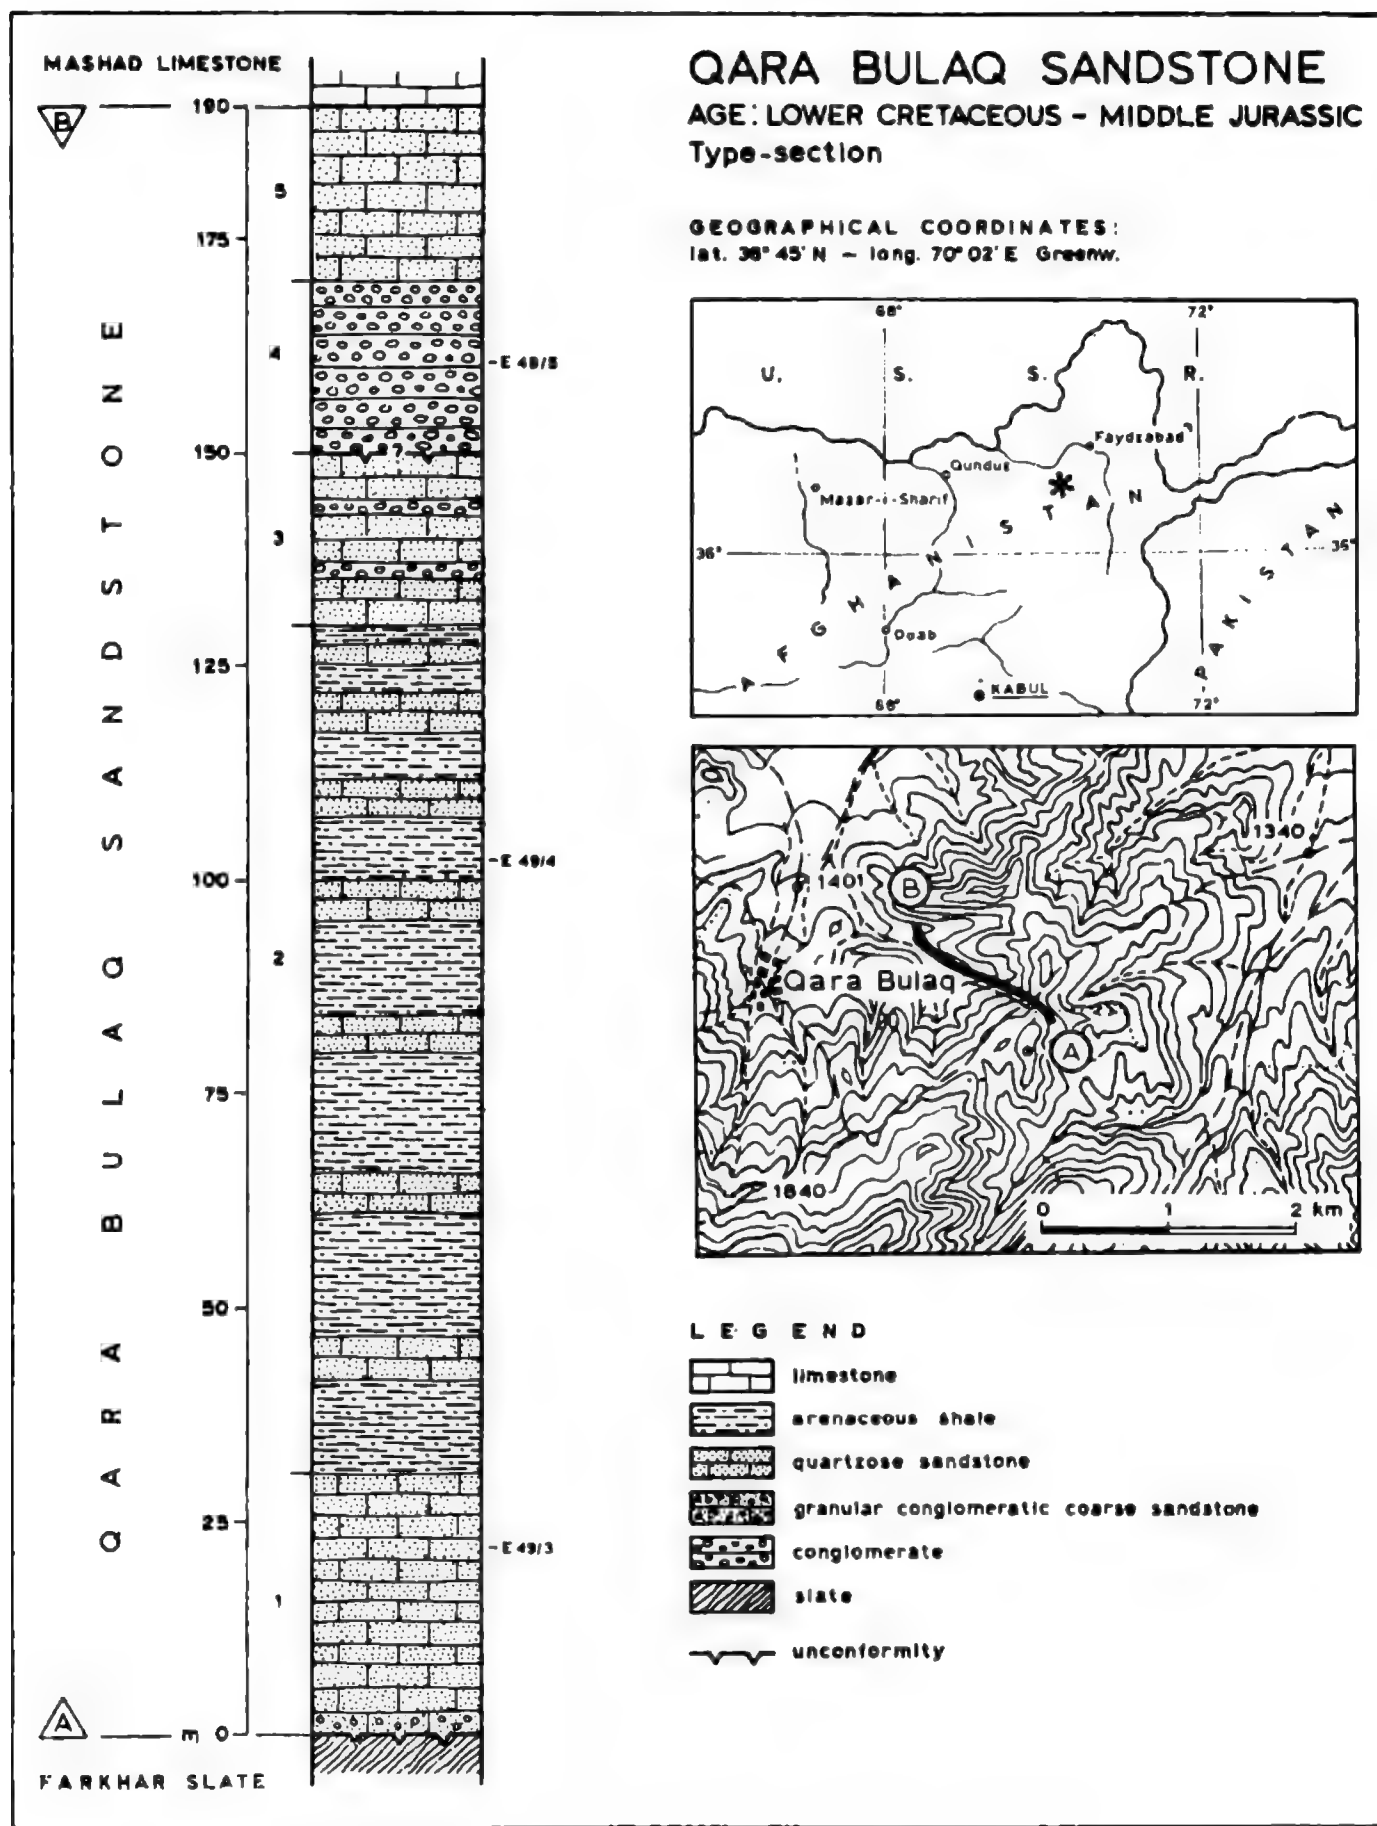 MASHAD LIMESTONE
B
190
5
175
4
E 49/5
150
?
3
125
E 49/4
100
2
75
50
25
E 49/3
1
A
m 0
FARKHAR SLATE
QARA BULAQ SANDSTONE
QARA BULAQ SANDSTONE
AGE: LOWER CRETACEOUS – MIDDLE JURASSIC
Type-section
GEOGRAPHICAL COORDINATES:
lat. 36° 45' N – long. 70° 02' E Greenw.
68° 72°
U. S. S. R.
Faydzabad
Qunduz
Mazar-i-Sharif
AFGHANISTAN
36° 36°
PAKISTAN
Doab
KABUL
68° 72°
1340
1401
B
Qara Bulaq
A
1640
0 1 2 km
LEGEND
limestone
arenaceous shale
quartzose sandstone
granular conglomeratic coarse sandstone
conglomerate
slate
unconformity